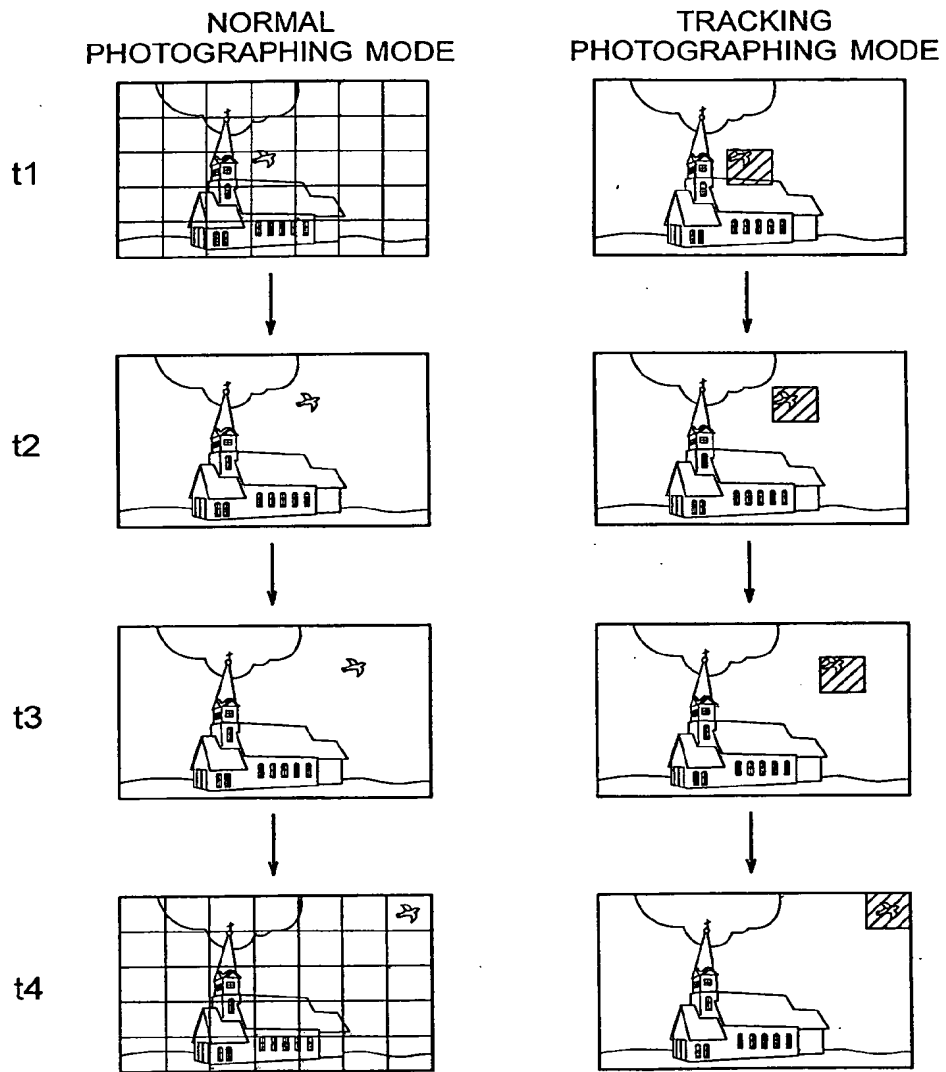 NORMAL
PHOTOGRAPHING MODE
TRACKING
PHOTOGRAPHING MODE
t1
t2
t3
t4